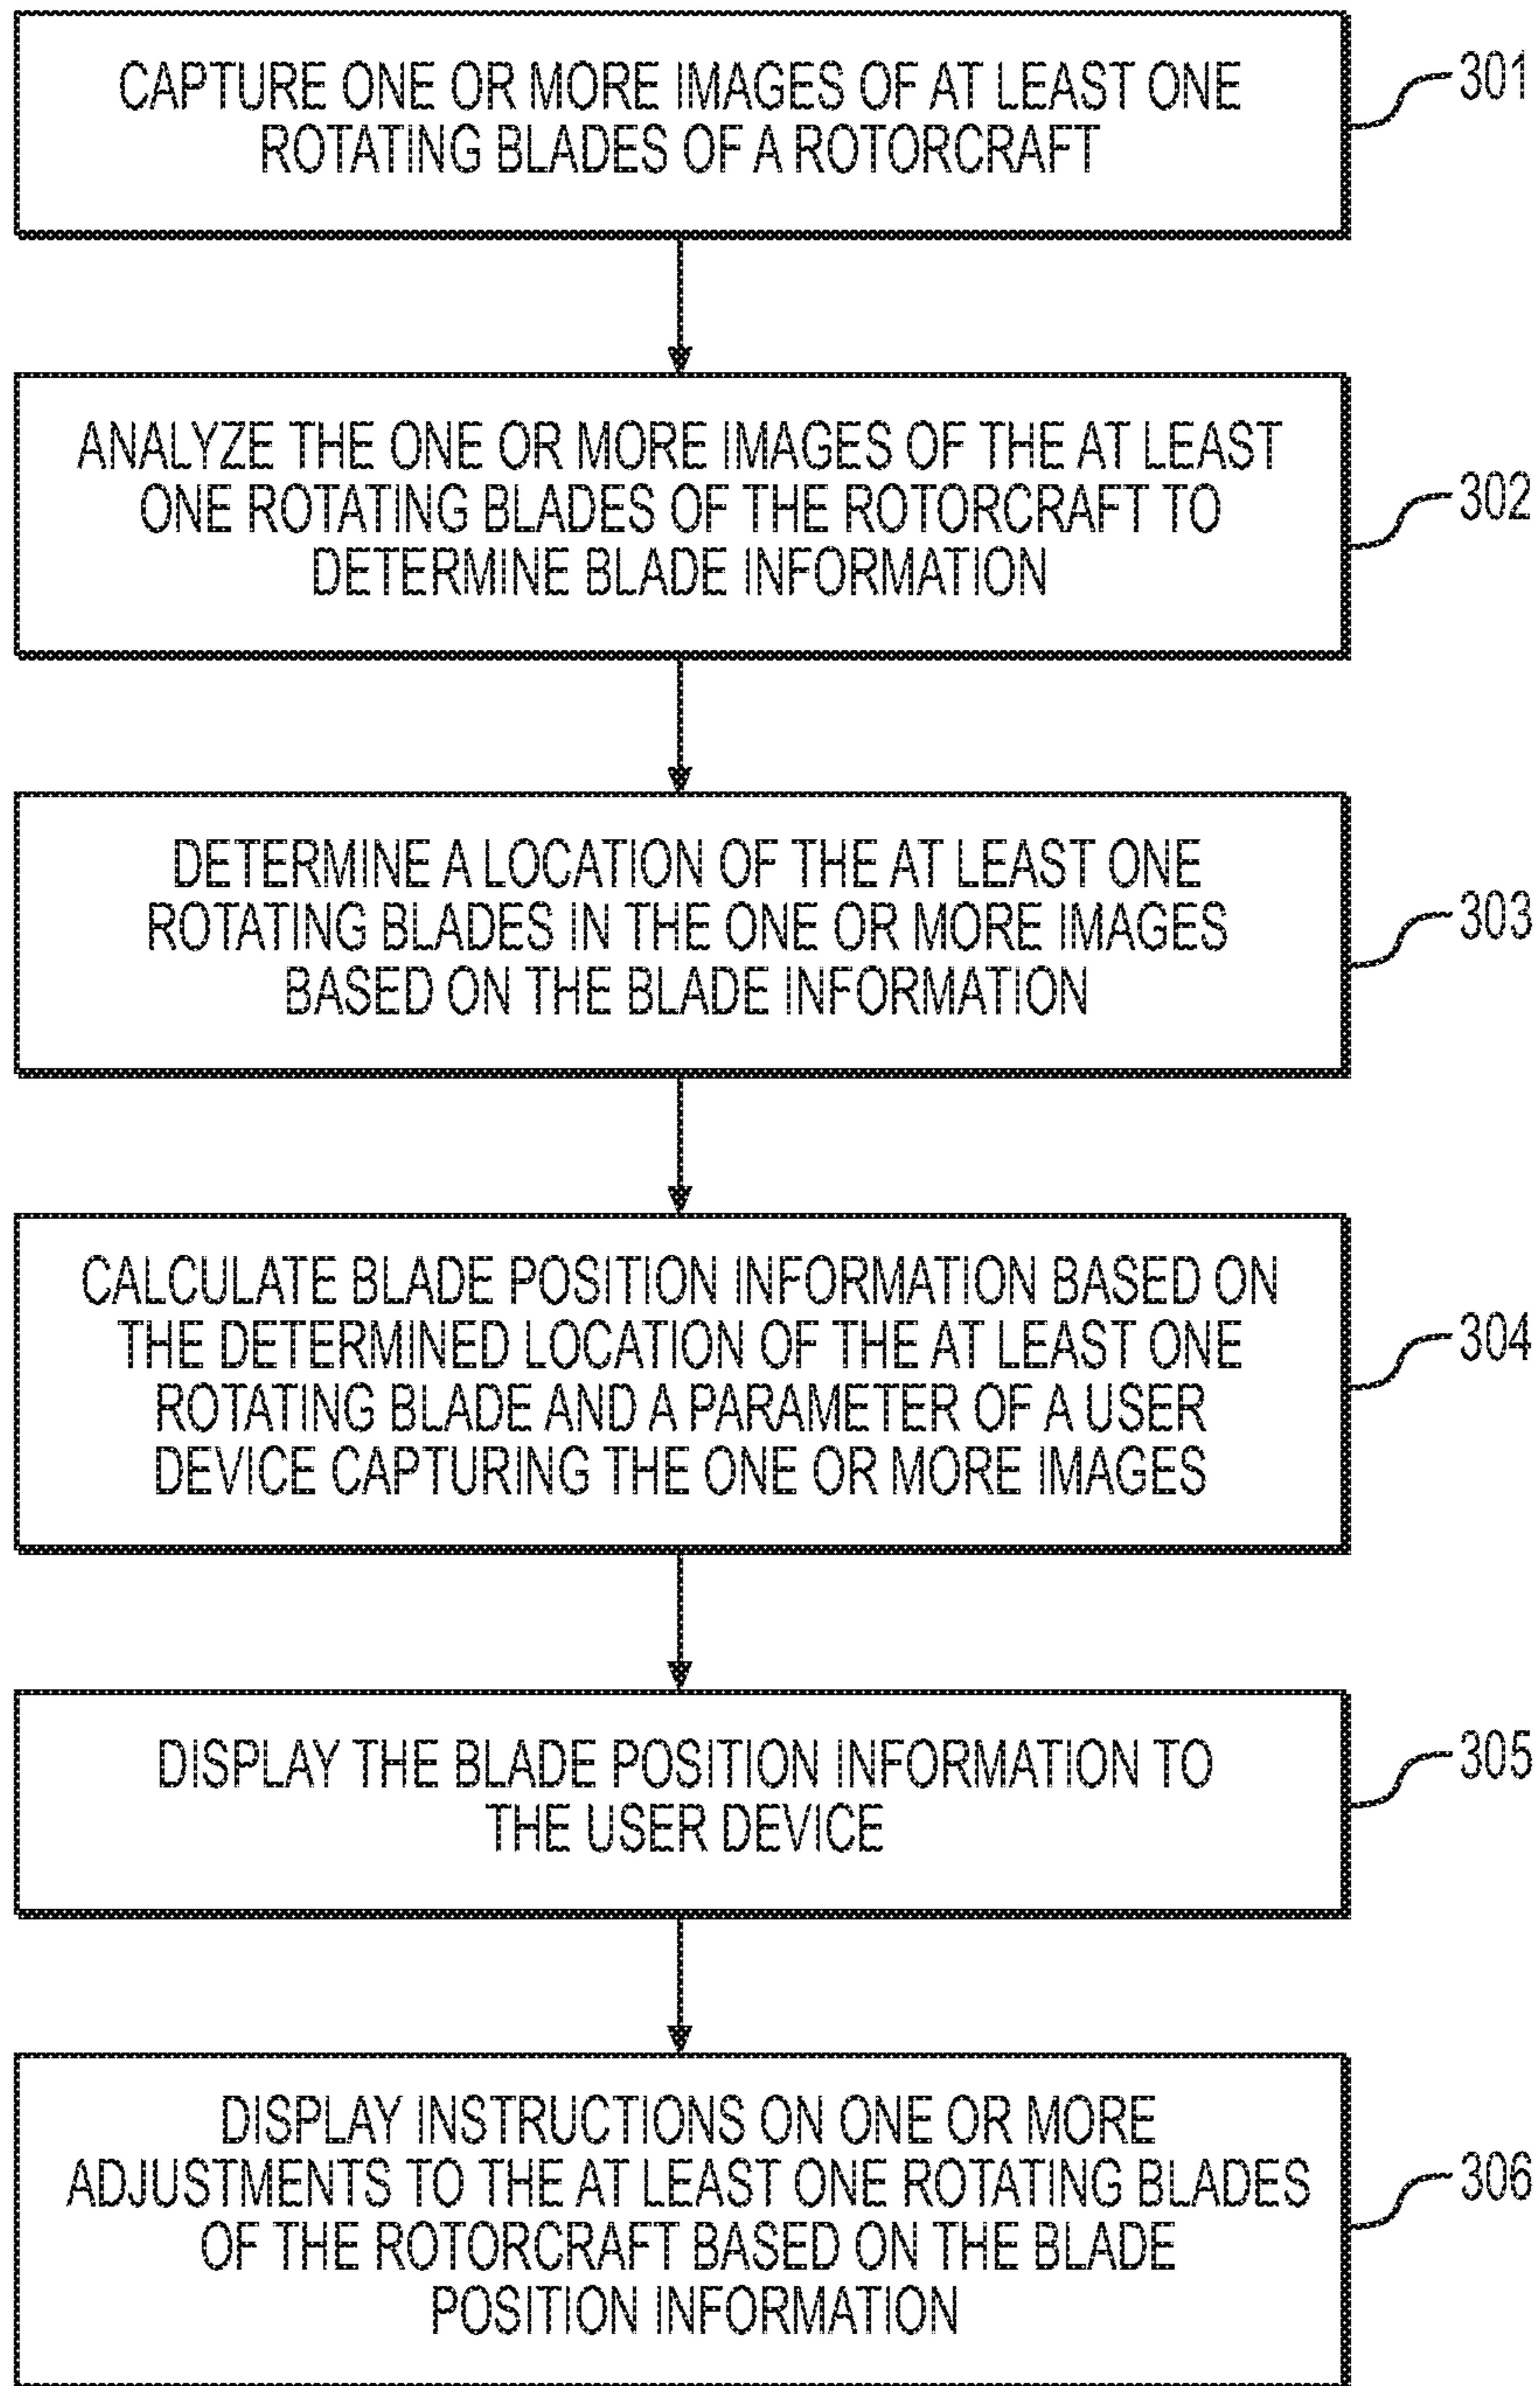 CAPTURE ONE OR MORE IMAGES OF AT LEAST ONE
ROTATING BLADES OF A ROTORCRAFT
301
ANALYZE THE ONE OR MORE IMAGES OF THE AT LEAST
ONE ROTATING BLADES OF THE ROTORCRAFT TO
DETERMINE BLADE INFORMATION
302
DETERMINE A LOCATION OF THE AT LEAST ONE
ROTATING BLADES IN THE ONE OR MORE IMAGES
BASED ON THE BLADE INFORMATION
303
CALCULATE BLADE POSITION INFORMATION BASED ON
THE DETERMINED LOCATION OF THE AT LEAST ONE
ROTATING BLADE AND A PARAMETER OF A USER
DEVICE CAPTURING THE ONE OR MORE IMAGES
304
DISPLAY THE BLADE POSITION INFORMATION TO
THE USER DEVICE
305
DISPLAY INSTRUCTIONS ON ONE OR MORE
ADJUSTMENTS TO THE AT LEAST ONE ROTATING BLADES
OF THE ROTORCRAFT BASED ON THE BLADE
POSITION INFORMATION
306